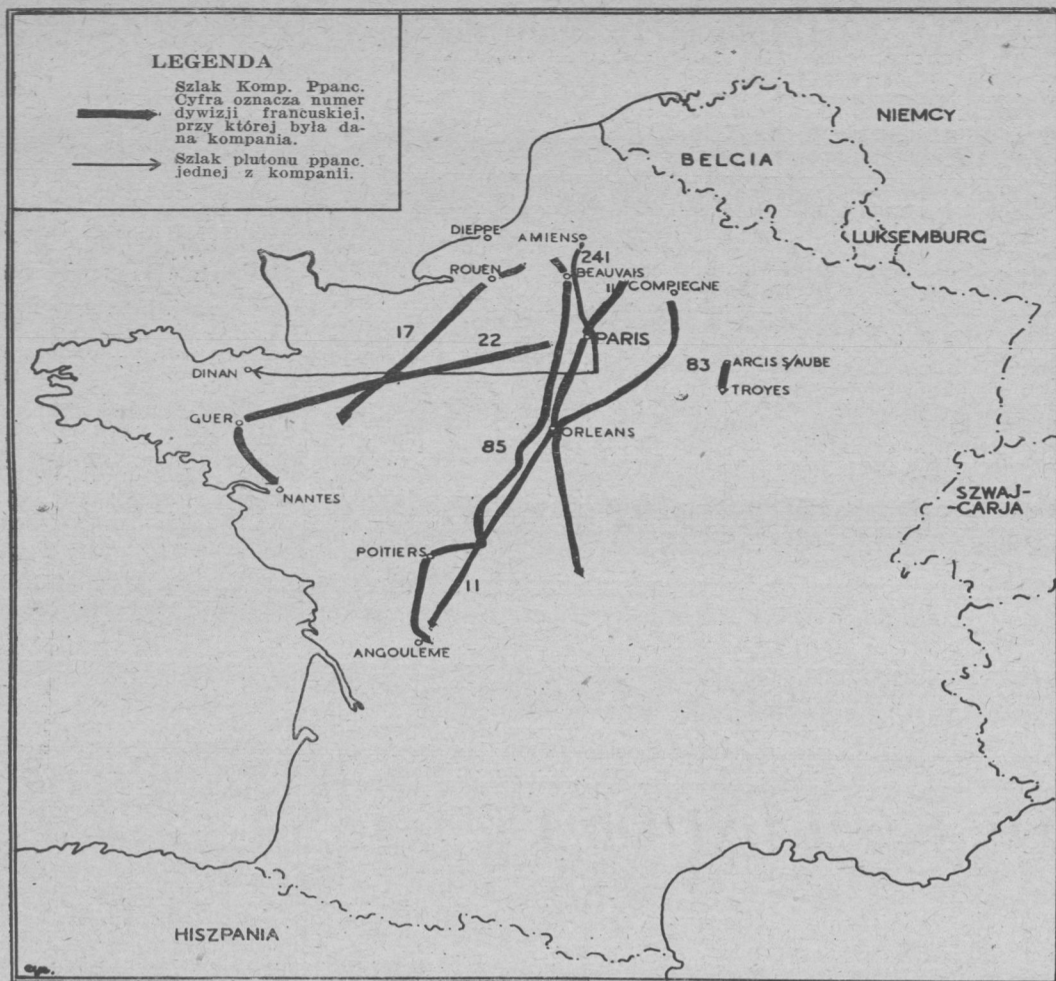 LEGENDA
Szlak Komp. Ppanc.
Cyfra oznacza numer
dywizji francuskiej,
przy której była da-
na kompania.
Szlak plutonu ppanc.
jednej z kompanii.
NIEMCY
BELGIA
LUKSEMBURG
DIEPPE
AMIENS
241
ROUEN
BEAUVAIS
11
COMPIEGNE
17
22
PARIS
83
ARCIS S/AUBE
DINAN
TROYES
GUER
85
ORLEANS
NANTES
SZWAJ-
-CARJA
POITIERS
11
ANGOULEME
HISZPANIA